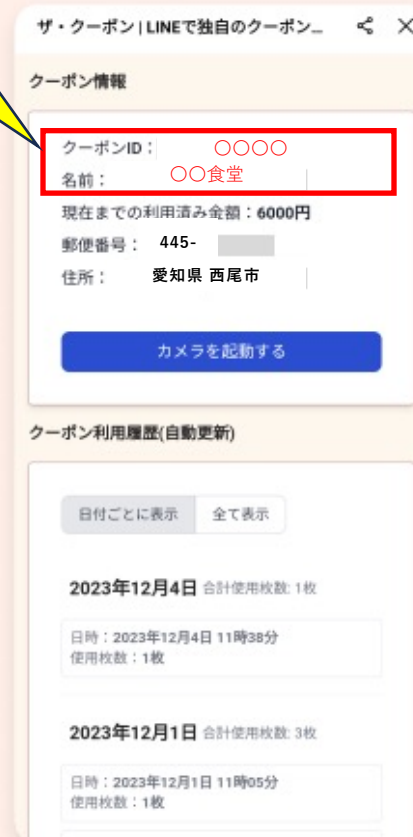 ザ・クーポン | LINEで独自のクーポン...
クーポン情報
クーポンID： 〇〇〇〇
名前： 〇〇食堂
現在までの利用済み金額：6000円
郵便番号： 445-
住所： 愛知県 西尾市
カメラを起動する
クーポン利用履歴(自動更新)
日付ごとに表示 全て表示
2023年12月4日 合計使用枚数: 1枚
日時：2023年12月4日 11時38分
使用枚数：1枚
2023年12月1日 合計使用枚数: 3枚
日時：2023年12月1日 11時05分
使用枚数：1枚